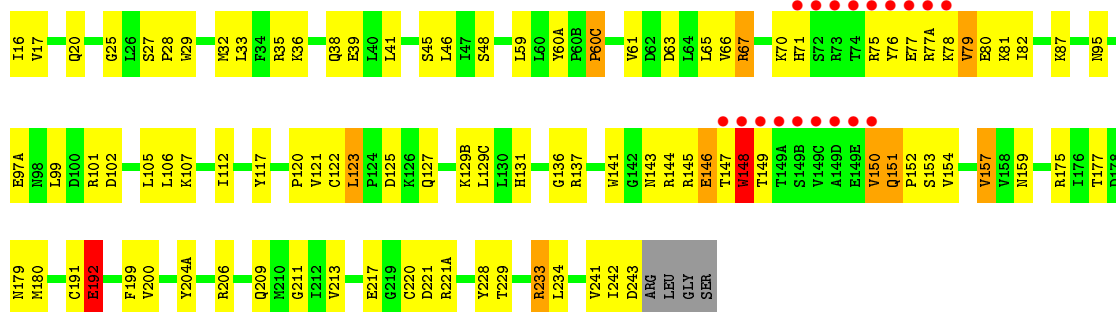 I16 V17 Q20 G25 L26 S27 P28 W29 M32 L33 F34 R35 K36 Q38 E39 L40 L41 S45 L46 I47 S48 L59 L60 Y60A P60B P60C V61 D62 D63 L64 L65 V66 R67 K70 H71 S72 R73 T74 R75 Y76 E77 R77A K78 V79 E80 K81 I82 K87 N95
E97A N98 L99 D100 R101 D102 L105 L106 K107 I112 Y117 P120 V121 C122 L123 P124 D125 K126 Q127 K129B L129C L130 H131 G136 R137 W141 G142 N143 R144 R145 E146 T147 W148 T149 T149A S149B V149C A149D E149E V150 Q151 P152 S153 V154 V157 V158 N159 R175 I176 T177 D178
N179 M180 C191 E192 F199 V200 Y204A R206 Q209 M210 G211 I212 V213 E217 G219 C220 D221 R221A Y228 T229 R233 L234 V241 I242 D243 ARG LEU GLY SER